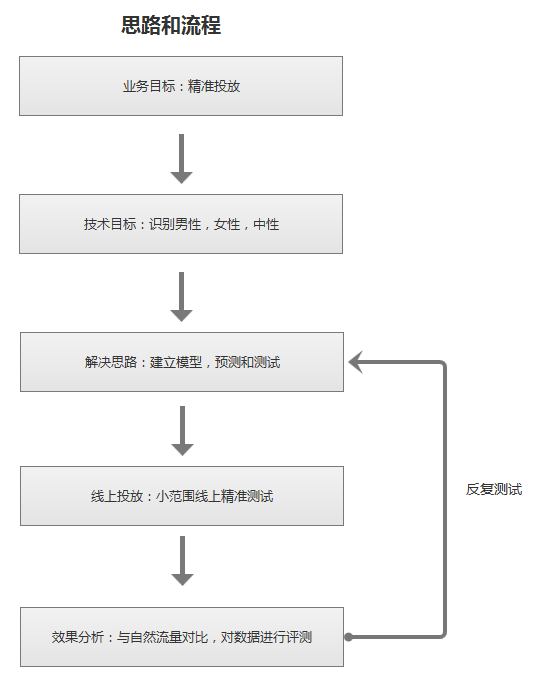 思路和流程
业务目标：精准投放
技术目标：识别男性，女性，中性
解决思路：建立模型，预测和测试
线上投放：小范围线上精准测试
反复测试
效果分析：与自然流量对比，对数据进行评测